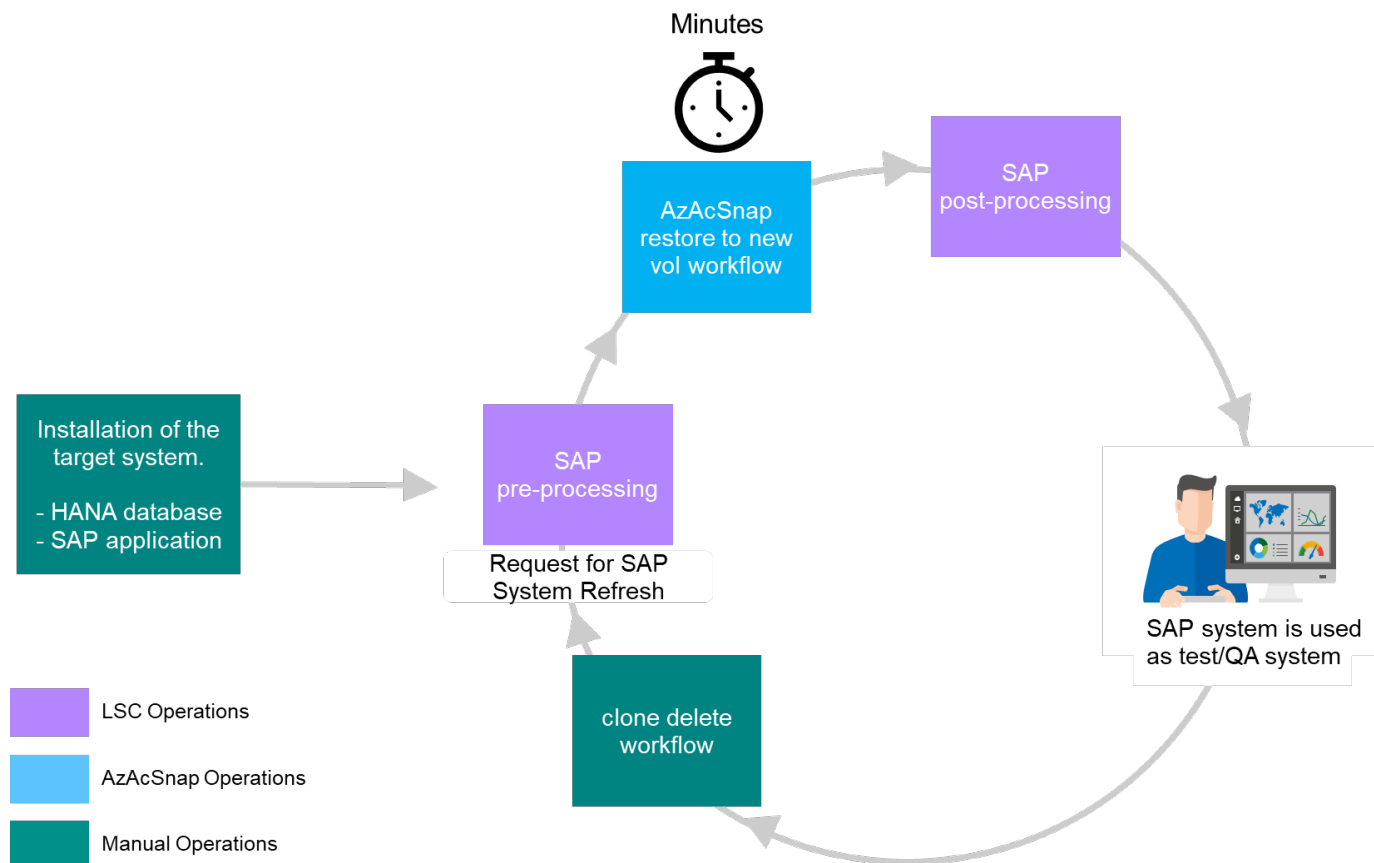 Minutes
AzAcSnap
restore to new
vol workflow
SAP
post-processing
Installation of the
target system.
- HANA database
- SAP application
SAP
pre-processing
Request for SAP
System Refresh
SAP system is used
as test/QA system
clone delete
workflow
LSC Operations
AzAcSnap Operations
Manual Operations